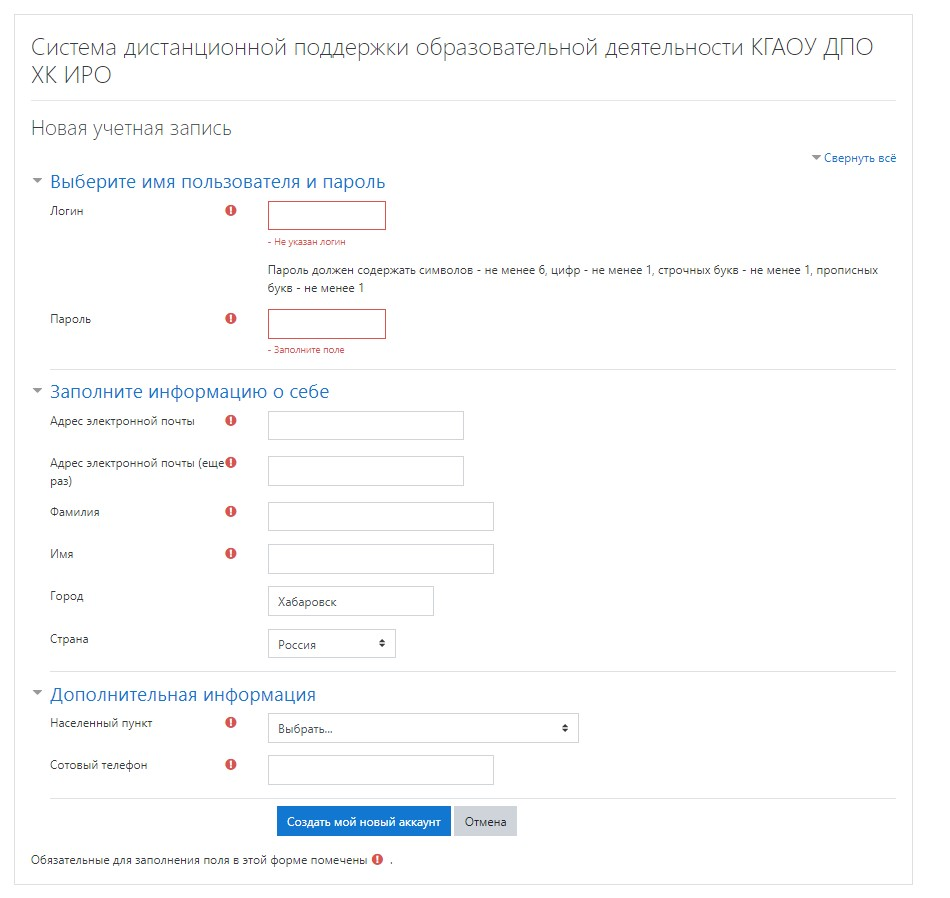 Система дистанционной поддержки образовательной деятельности КГАОУ ДПО
ХК ИРО
Новая учетная запись
Свернуть всё
Выберите имя пользователя и пароль
Логин
- Не указан логин
Пароль должен содержать символов - не менее 6, цифр - не менее 1, строчных букв - не менее 1, прописных
букв - не менее 1
Пароль
- Заполните поле
Заполните информацию о себе
Адрес электронной почты
Адрес электронной почты (еще
раз)
Фамилия
Имя
Город
Хабаровск
Страна
Россия
Дополнительная информация
Населенный пункт
Выбрать...
Сотовый телефон
Создать мой новый аккаунт
Отмена
Обязательные для заполнения поля в этой форме помечены .